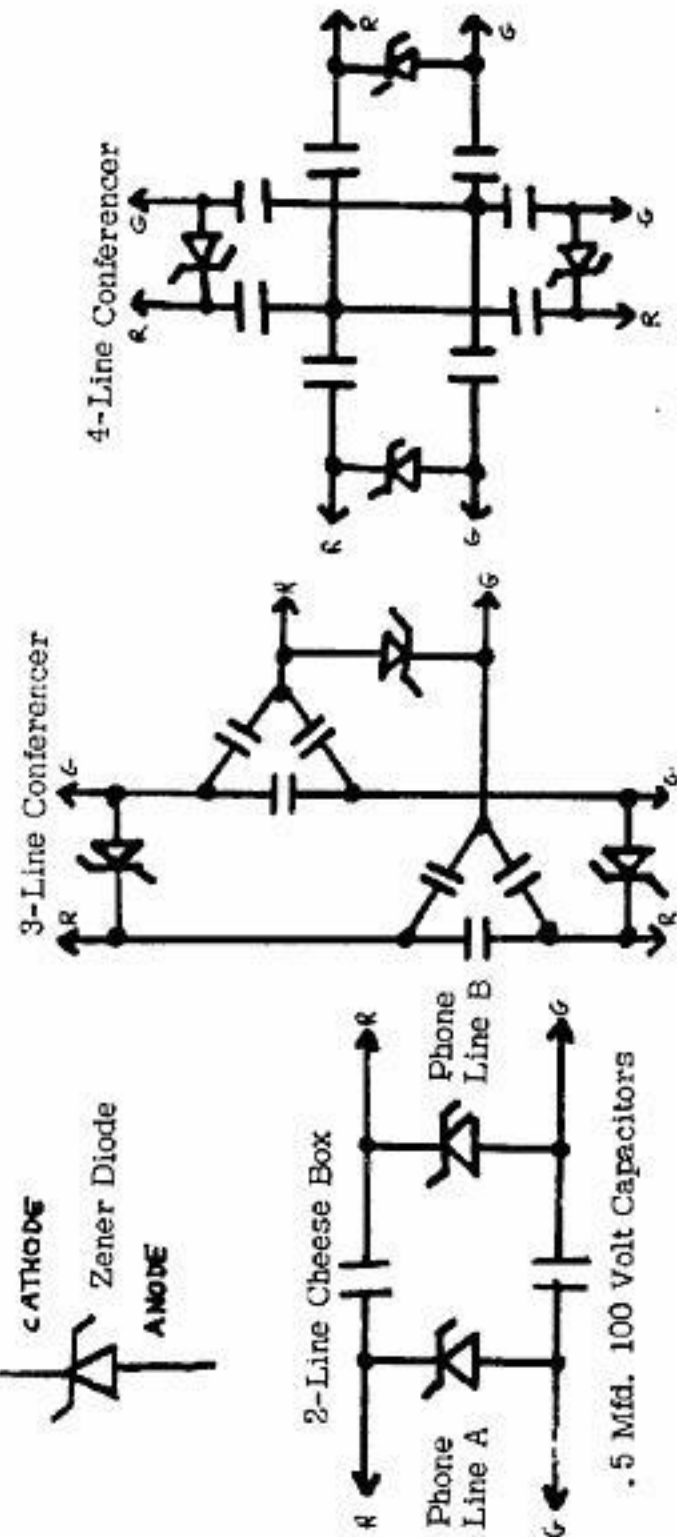 CATHODE
Zener Diode
ANODE
2-Line Cheese Box
R
R
Phone
Line A
Phone
Line B
G
G
.5 Mfd. 100 Volt Capacitors
3-Line Conferencer
R
G
R
G
R
G
4-Line Conferencer
R
G
R
R
G
G
R
G